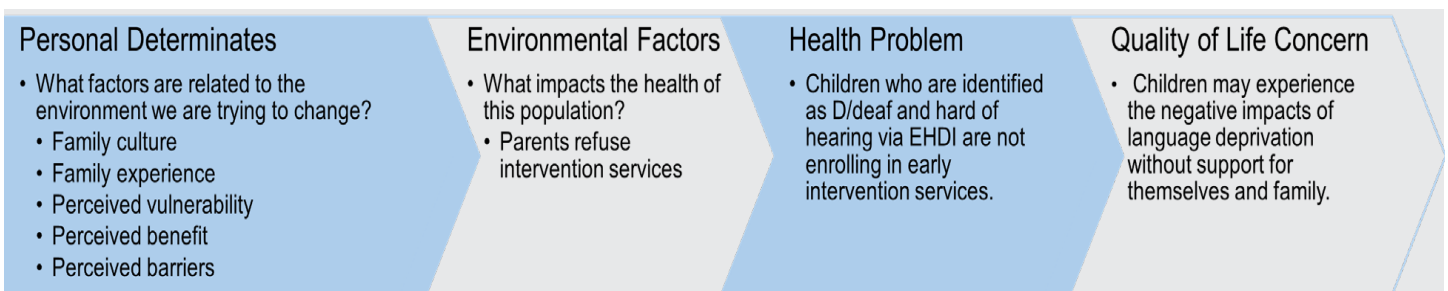 Personal Determinates
• What factors are related to the
environment we are trying to change?
• Family culture
• Family experience
• Perceived vulnerability
• Perceived benefit
• Perceived barriers
Environmental Factors
• What impacts the health of
this population?
• Parents refuse
intervention services
Health Problem
• Children who are identified
as D/deaf and hard of
hearing via EHDI are not
enrolling in early
intervention services.
Quality of Life Concern
• Children may experience
the negative impacts of
language deprivation
without support for
themselves and family.